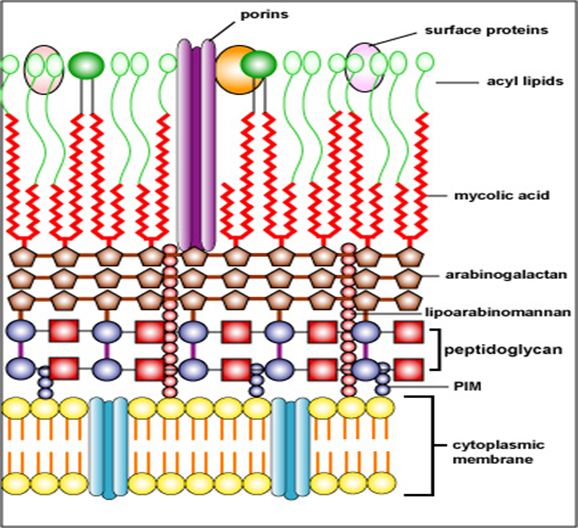 porins
surface proteins
acyl lipids
mycolic acid
arabinogalactan
lipoarabinomannan
peptidoglycan
PIM
cytoplasmic
membrane